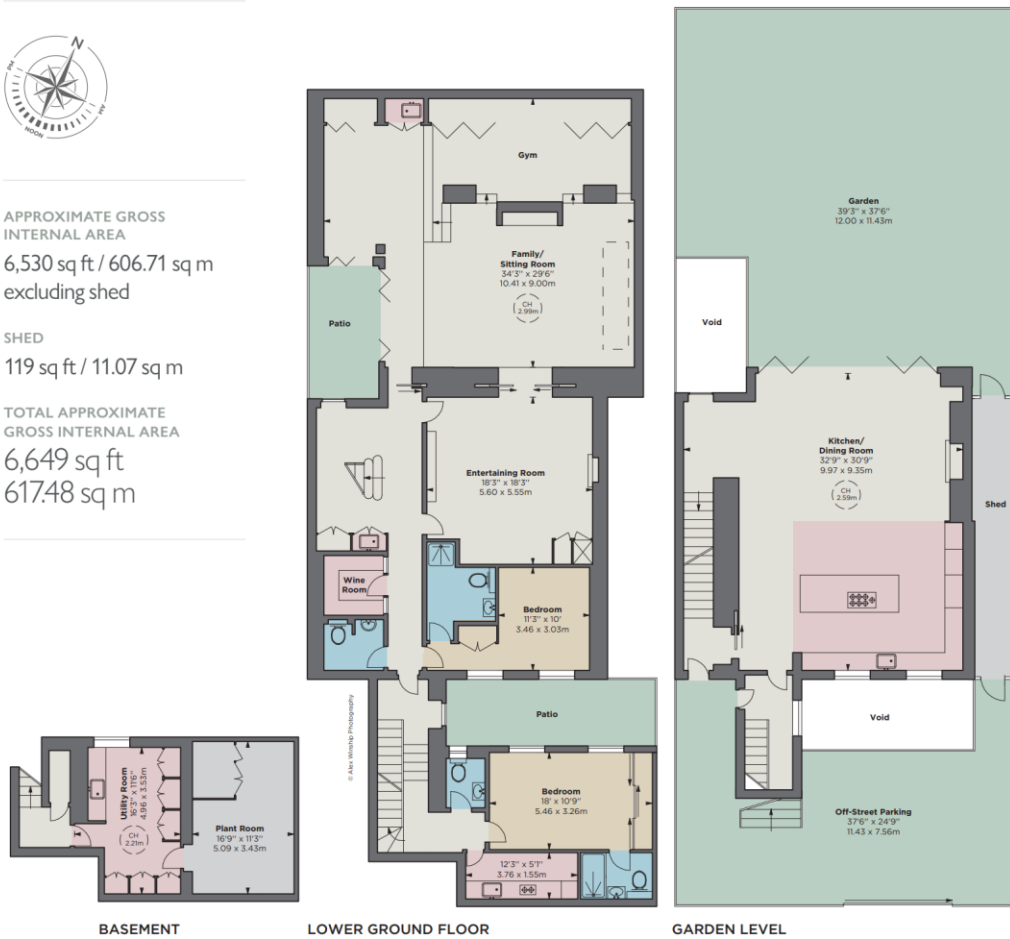 N
PM
AM
NOON
APPROXIMATE GROSS
INTERNAL AREA
6,530 sq ft / 606.71 sq m
excluding shed
SHED
119 sq ft / 11.07 sq m
TOTAL APPROXIMATE
GROSS INTERNAL AREA
6,649 sq ft
617.48 sq m
Utility Room
16'3" x 11'6"
4.96 x 3.53m
CH
2.21m
Plant Room
16'9" x 11'3"
5.09 x 3.43m
BASEMENT
Gym
Family/
Sitting Room
34'3" x 29'6"
10.41 x 9.00m
CH
2.99m
Patio
Entertaining Room
18'3" x 18'3"
5.60 x 5.55m
Wine
Room
Bedroom
11'3" x 10'
3.46 x 3.03m
Patio
© Alex Winship Photography
Bedroom
18' x 10'9"
5.46 x 3.26m
12'3" x 5'1"
3.76 x 1.55m
LOWER GROUND FLOOR
Garden
39'3" x 37'6"
12.00 x 11.43m
Void
Kitchen/
Dining Room
32'9" x 30'9"
9.97 x 9.35m
CH
2.59m
Shed
Void
Off-Street Parking
37'6" x 24'9"
11.43 x 7.56m
GARDEN LEVEL